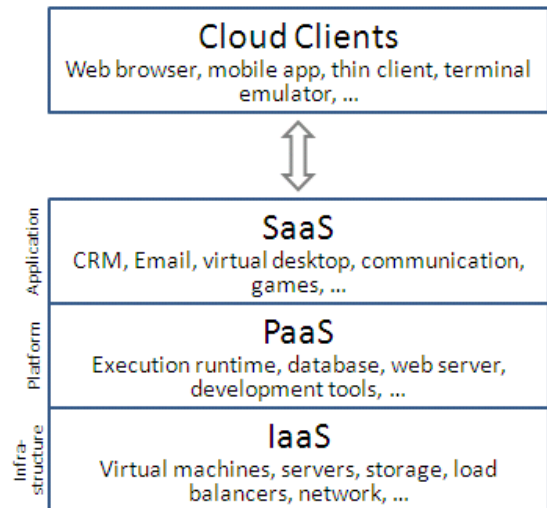 Cloud Clients
Web browser, mobile app, thin client, terminal
emulator, ...
Application
SaaS
CRM, Email, virtual desktop, communication,
games, ...
Platform
PaaS
Execution runtime, database, web server,
development tools, ...
Infra-
structure
IaaS
Virtual machines, servers, storage, load
balancers, network, ...